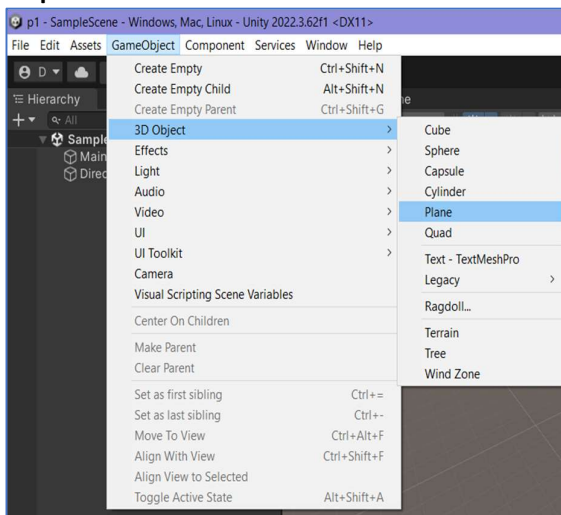 p1 - SampleScene - Windows, Mac, Linux - Unity 2022.3.62f1 <DX11>
File Edit Assets GameObject Component Services Window Help
D
Hierarchy
All
Sample
Main
Direc
Create Empty Ctrl+Shift+N
Create Empty Child Alt+Shift+N
Create Empty Parent Ctrl+Shift+G
3D Object
Effects
Light
Audio
Video
UI
UI Toolkit
Camera
Visual Scripting Scene Variables
Center On Children
Make Parent
Clear Parent
Set as first sibling Ctrl+=
Set as last sibling Ctrl+-
Move To View Ctrl+Alt+F
Align With View Ctrl+Shift+F
Align View to Selected
Toggle Active State Alt+Shift+A
ne
Cube
Sphere
Capsule
Cylinder
Plane
Quad
Text - TextMeshPro
Legacy
Ragdoll...
Terrain
Tree
Wind Zone